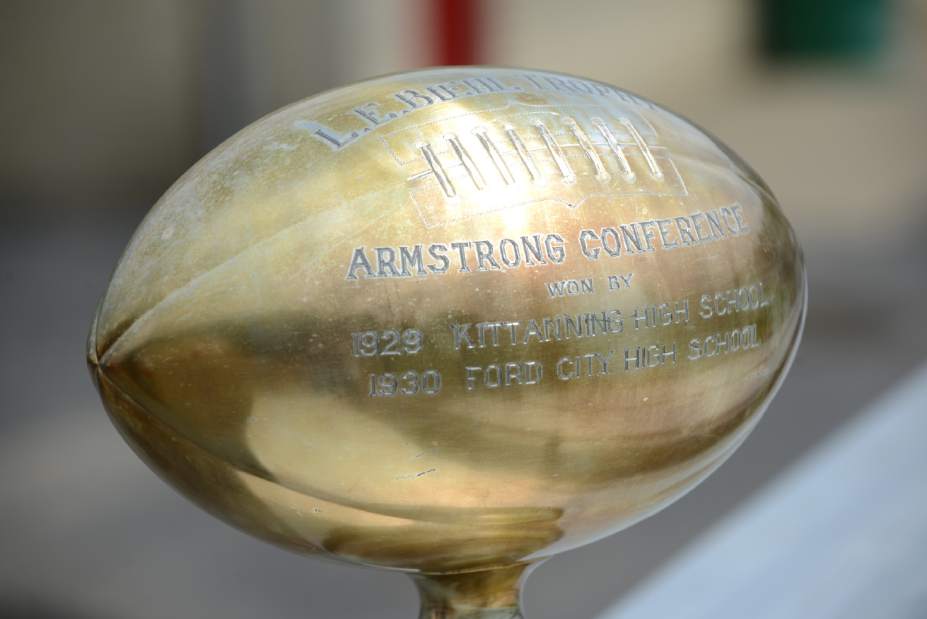 L.E. BIEHL TROPHY
ARMSTRONG CONFERENCE
WON BY
1929 KITTANNING HIGH SCHOOL
1930 FORD CITY HIGH SCHOOL